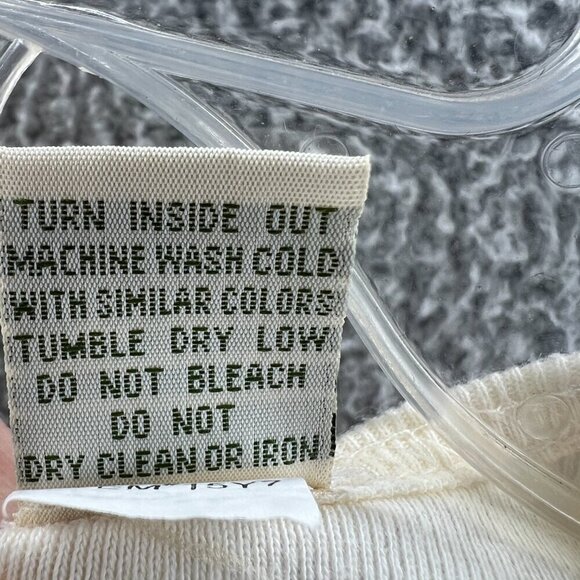 TURN INSIDE OUT
MACHINE WASH COLD
WITH SIMILAR COLORS
TUMBLE DRY LOW
DO NOT BLEACH
DO NOT
DRY CLEAN OR IRON